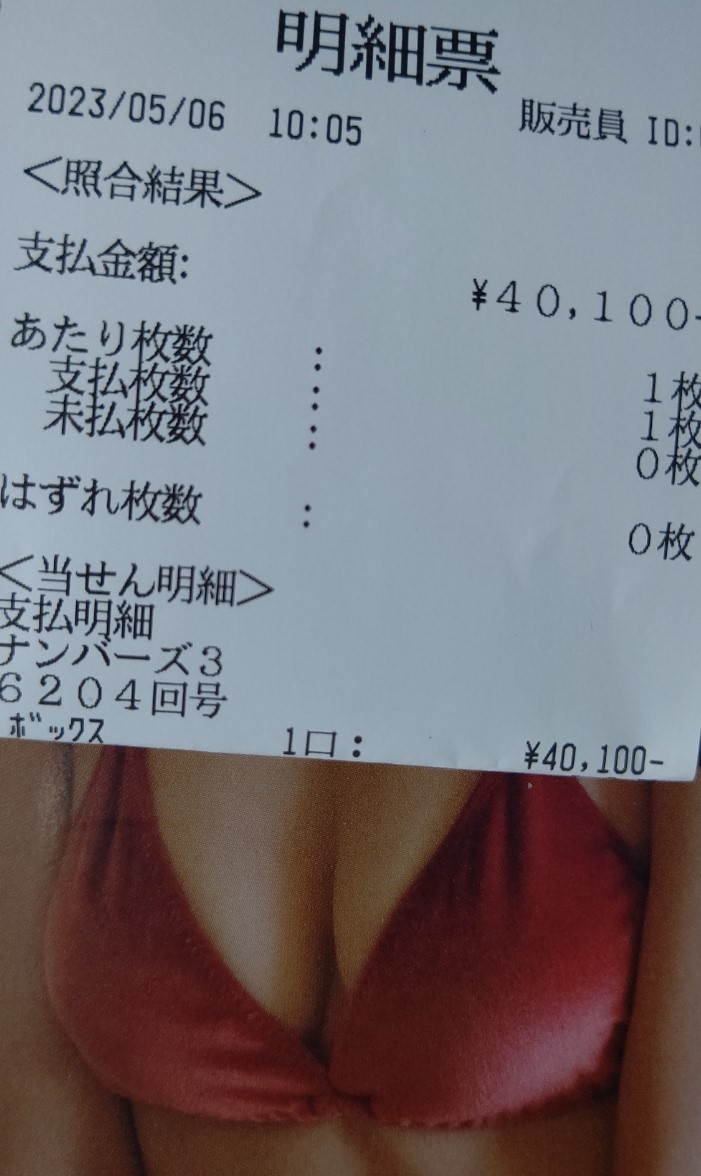 明細票
2023/05/06 10:05 販売員 ID:
<照合結果>
支払金額: ¥40,100-
あたり枚数 : 1枚
支払枚数 : 1枚
未払枚数 : 0枚
はずれ枚数 : 0枚
<当せん明細>
支払明細
ナンバーズ3
6204回号
ボックス 1口: ¥40,100-